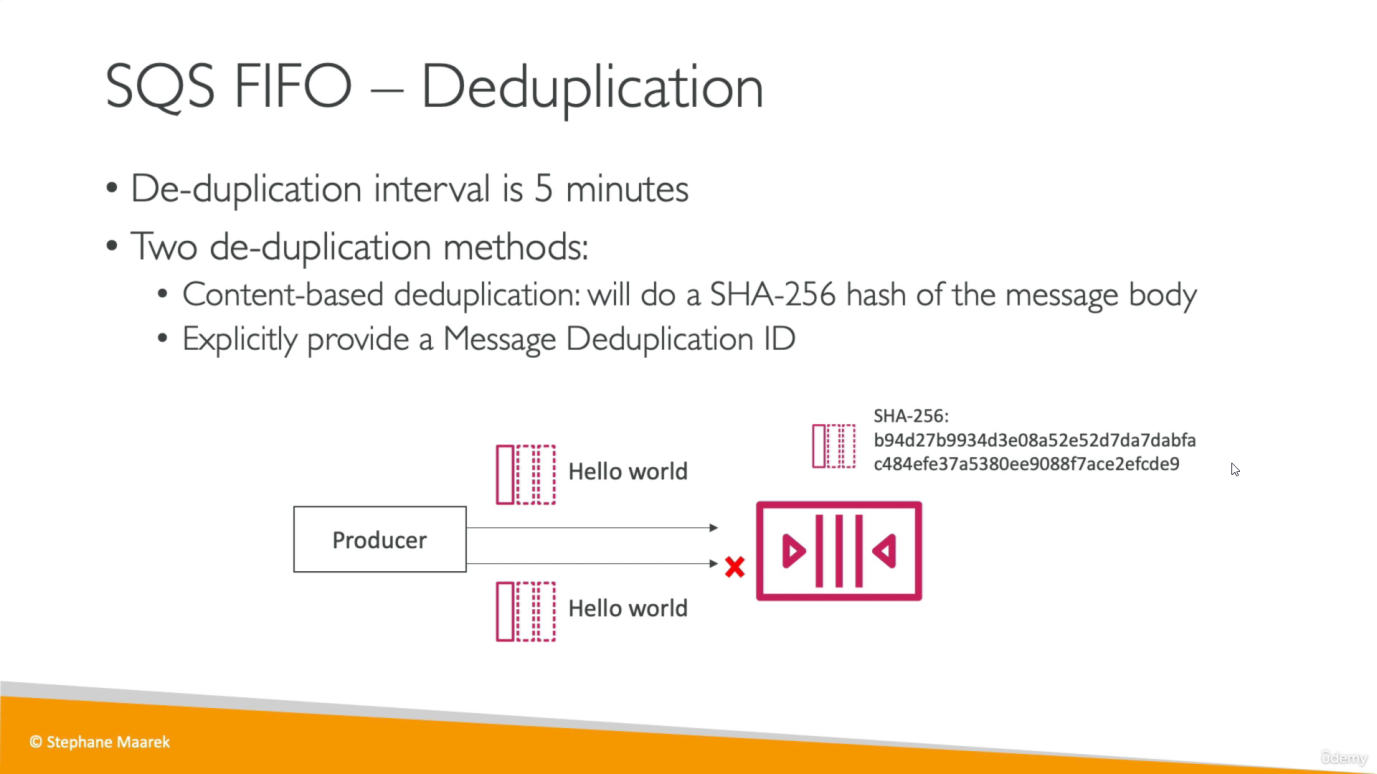 SQS FIFO – Deduplication
• De-duplication interval is 5 minutes
• Two de-duplication methods:
• Content-based deduplication: will do a SHA-256 hash of the message body
• Explicitly provide a Message Deduplication ID
SHA-256:
b94d27b9934d3e08a52e52d7da7dabfa
c484efe37a5380ee9088f7ace2efcde9
Hello world
Producer
Hello world
© Stephane Maarek
ûdemy